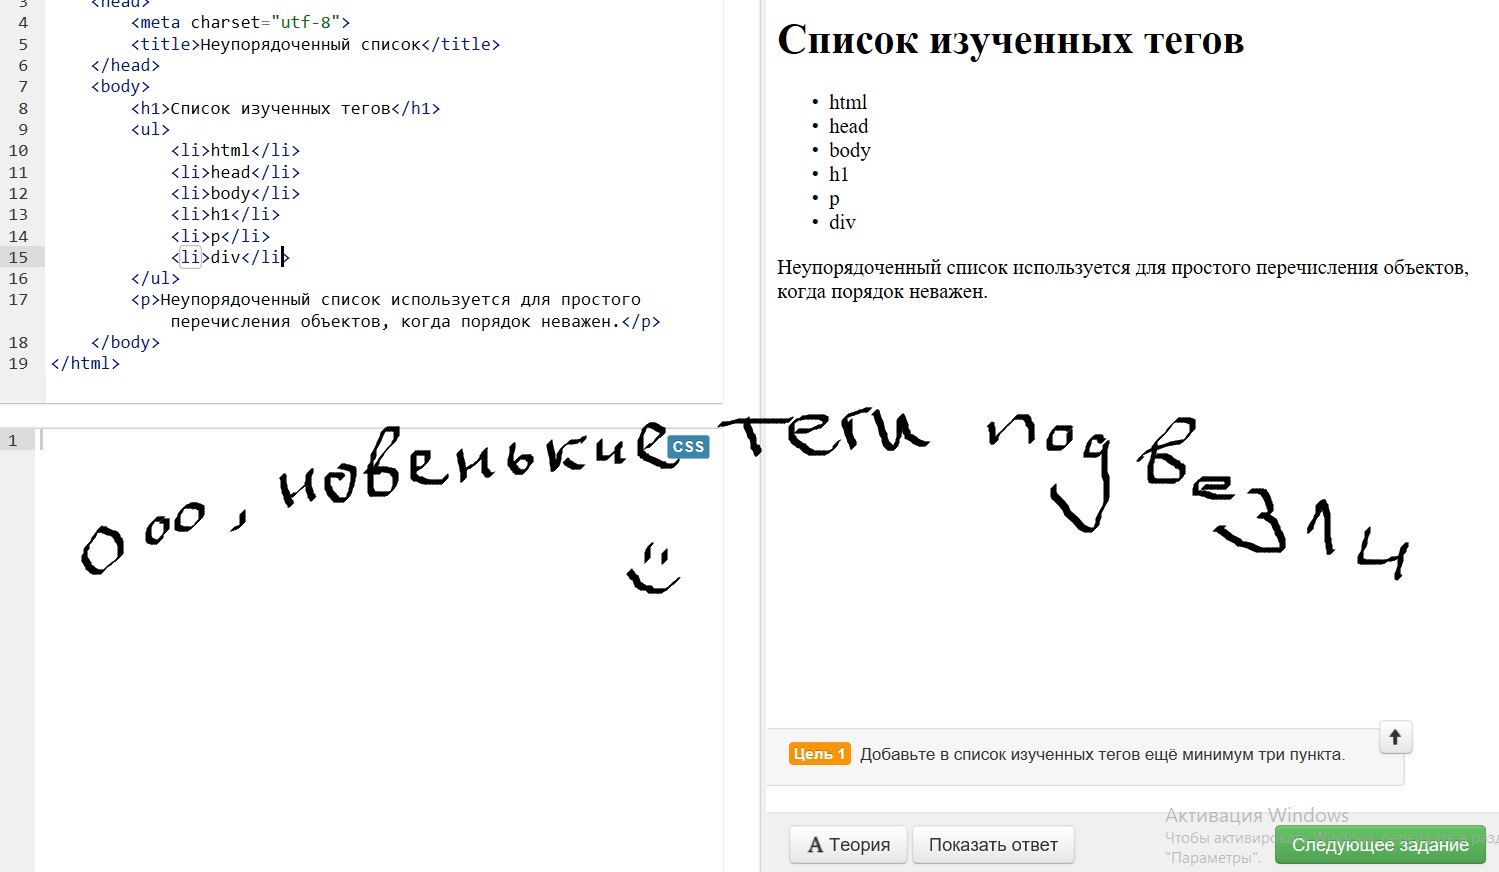 3 <head>
4 <meta charset="utf-8">
5 <title>Неупорядоченный список</title>
6 </head>
7 <body>
8 <h1>Список изученных тегов</h1>
9 <ul>
10 <li>html</li>
11 <li>head</li>
12 <li>body</li>
13 <li>h1</li>
14 <li>p</li>
15 <li>div</li>
16 </ul>
17 <p>Неупорядоченный список используется для простого
перечисления объектов, когда порядок неважен.</p>
18 </body>
19 </html>
1
CSS
Список изученных тегов
• html
• head
• body
• h1
• p
• div
Неупорядоченный список используется для простого перечисления объектов,
когда порядок неважен.
Ооо, новенькие теги подвезли
Цель 1 Добавьте в список изученных тегов ещё минимум три пункта.
Активация Windows
Чтобы активировать Windows, перейдите в разд
"Параметры".
А Теория
Показать ответ
Следующее задание